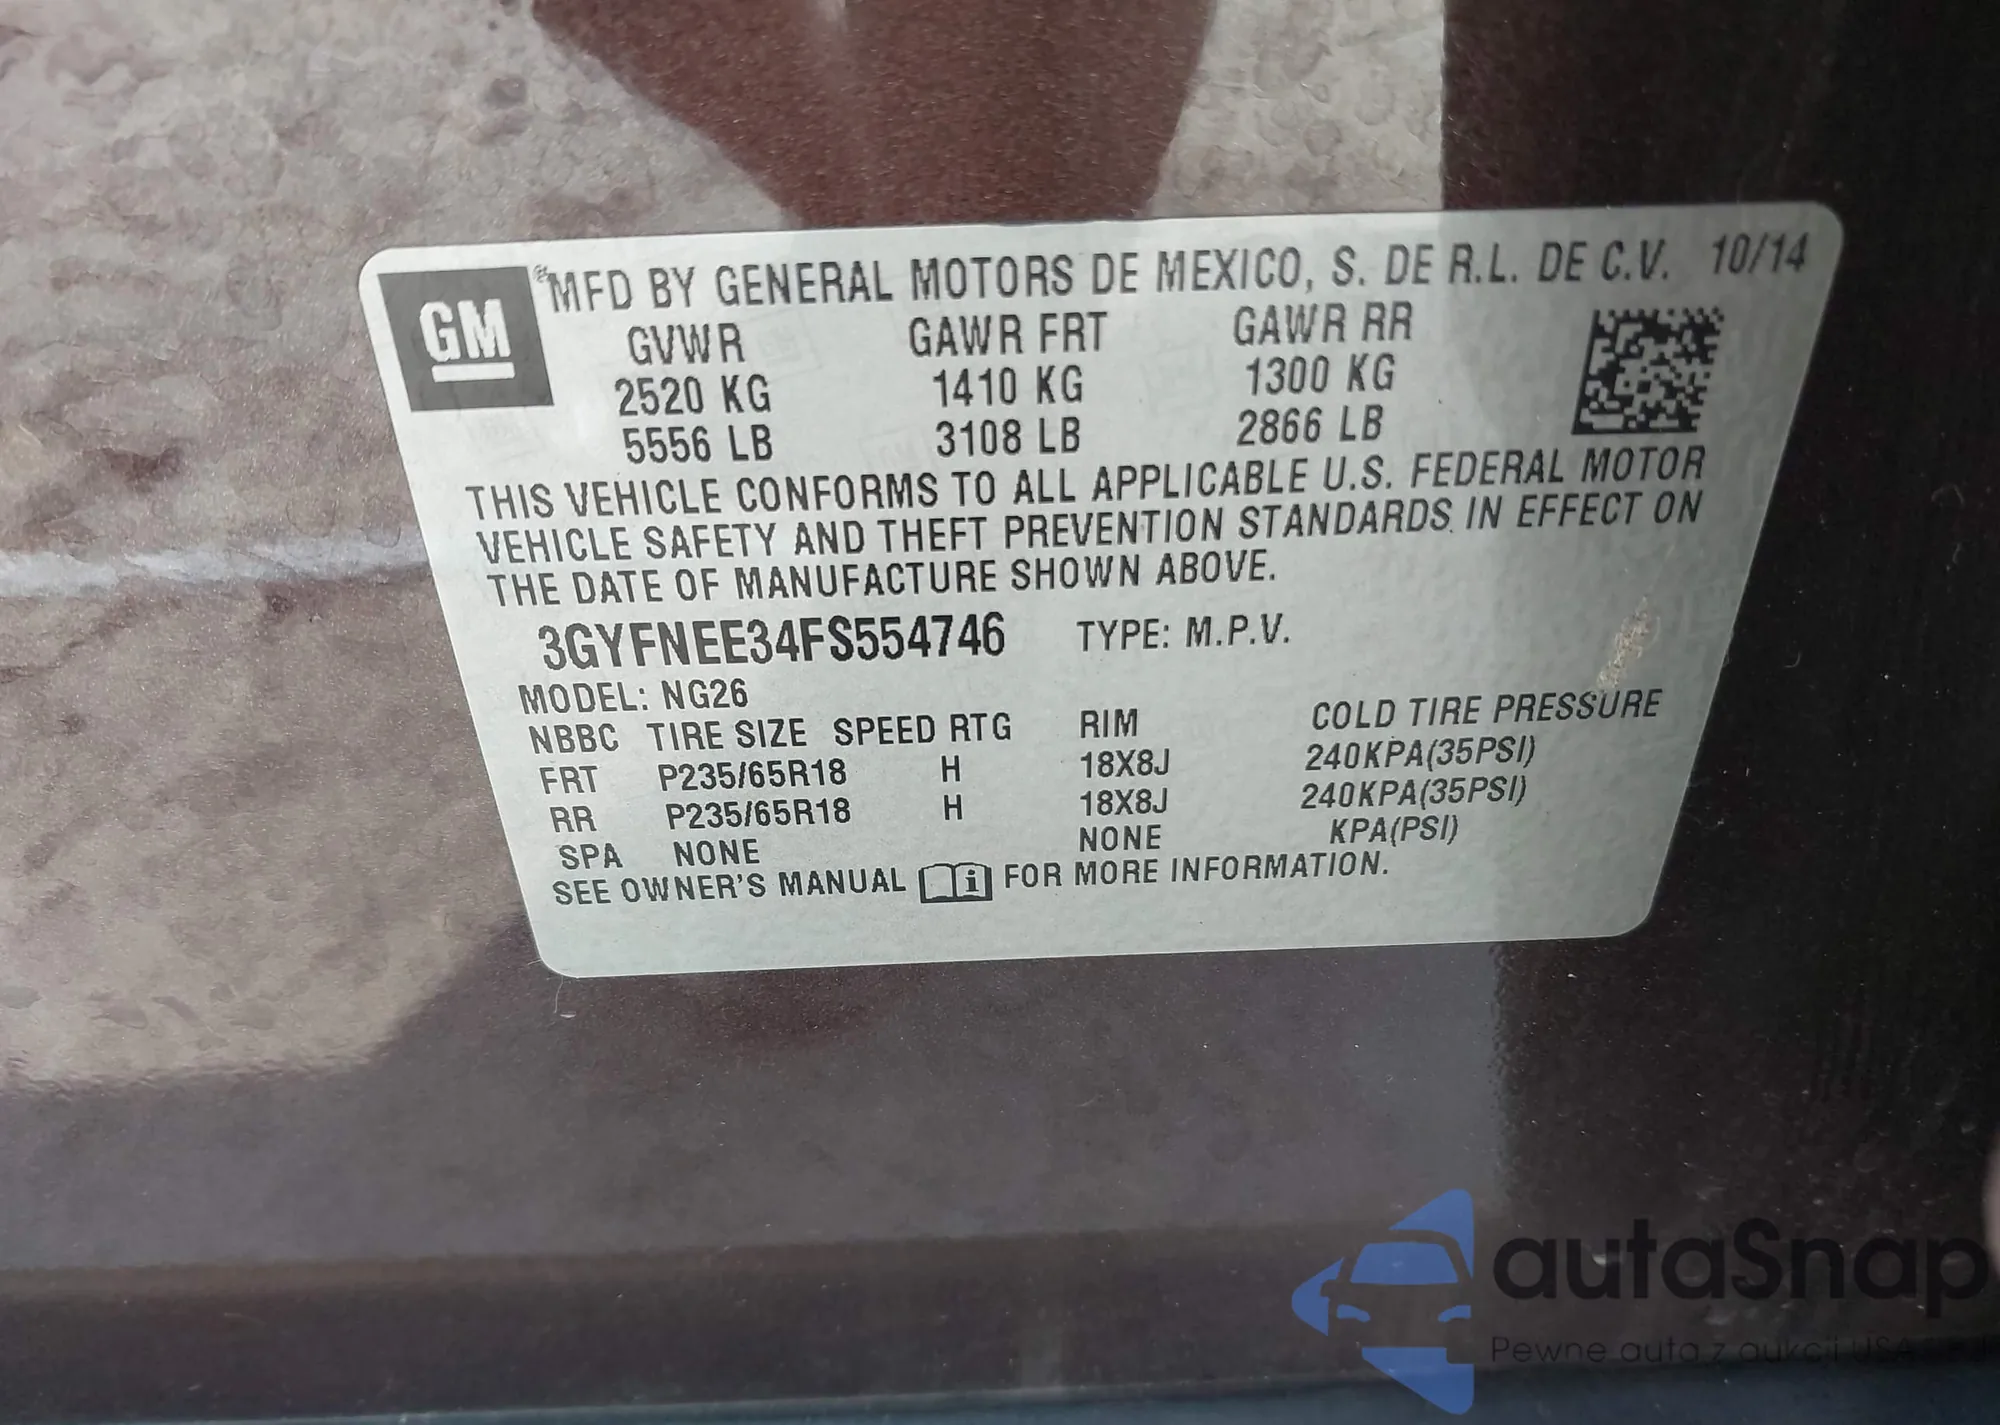 GM
MFD BY GENERAL MOTORS DE MEXICO, S. DE R.L. DE C.V. 10/14
GVWR GAWR FRT GAWR RR
2520 KG 1410 KG 1300 KG
5556 LB 3108 LB 2866 LB
THIS VEHICLE CONFORMS TO ALL APPLICABLE U.S. FEDERAL MOTOR
VEHICLE SAFETY AND THEFT PREVENTION STANDARDS IN EFFECT ON
THE DATE OF MANUFACTURE SHOWN ABOVE.
3GYFNEE34FS554746 TYPE: M.P.V.
MODEL: NG26
NBBC TIRE SIZE SPEED RTG RIM COLD TIRE PRESSURE
FRT P235/65R18 H 18X8J 240KPA(35PSI)
RR P235/65R18 H 18X8J 240KPA(35PSI)
SPA NONE NONE KPA(PSI)
SEE OWNER'S MANUAL i FOR MORE INFORMATION.
autaSnap
Pewne auta z aukcji USA